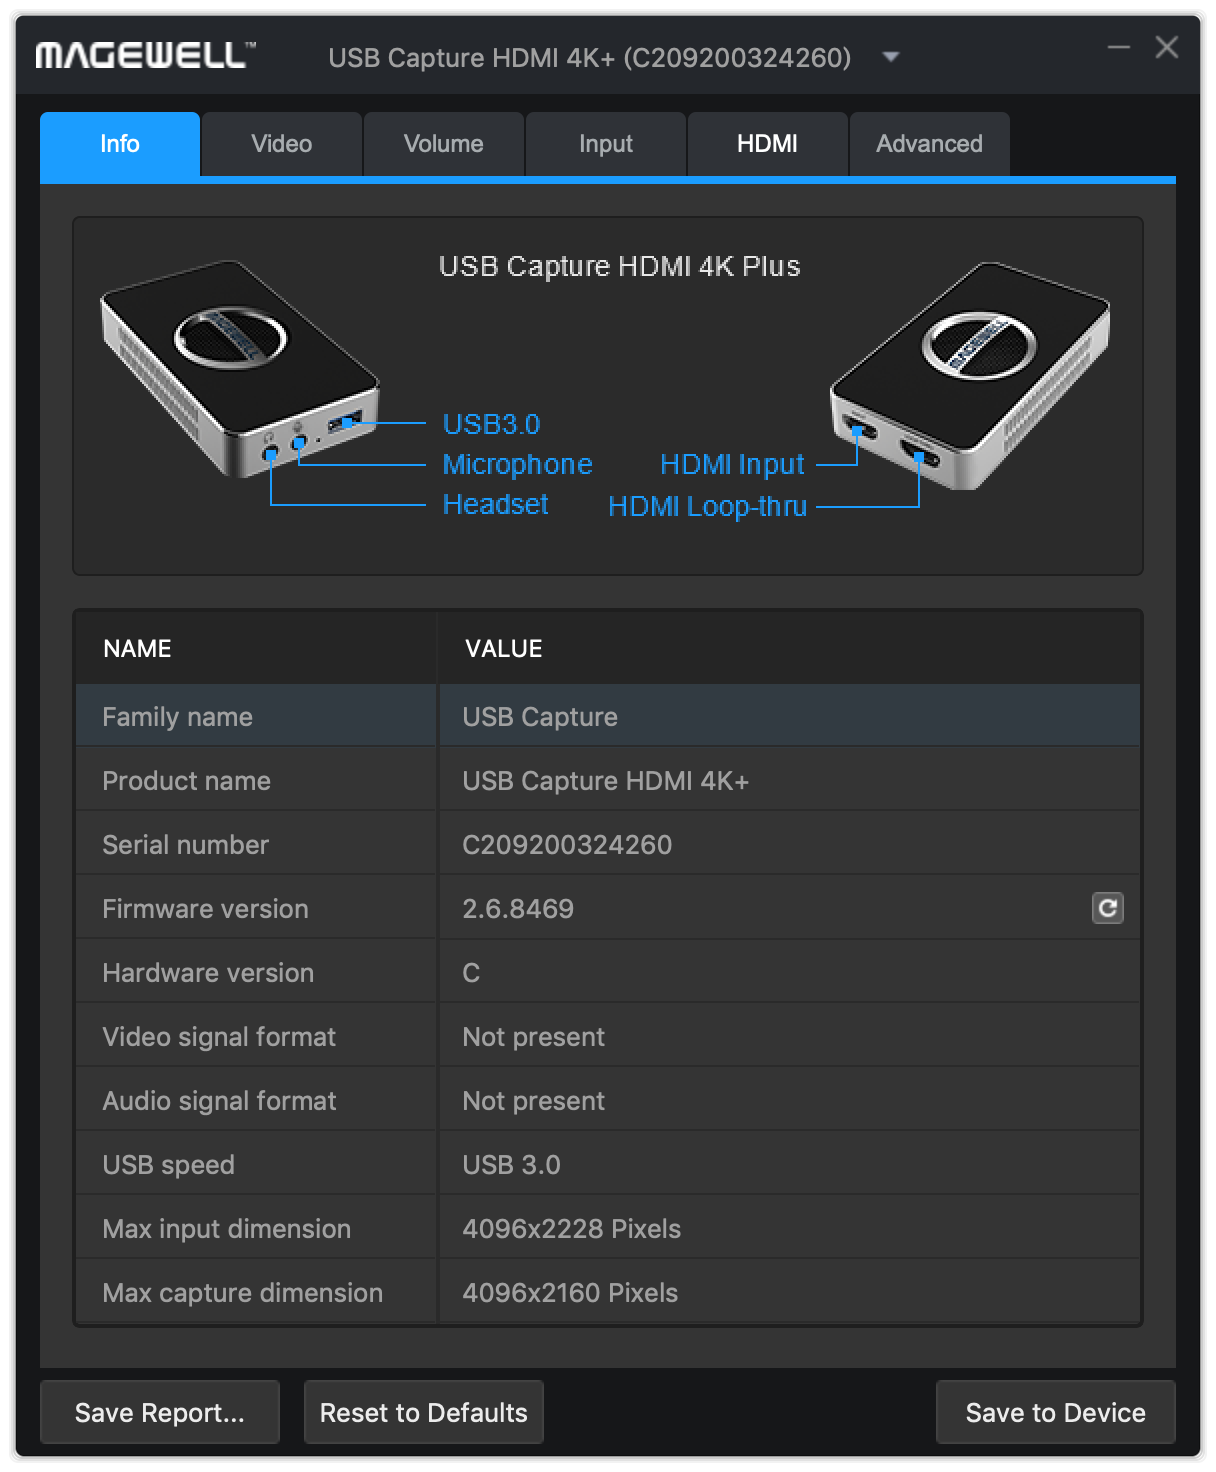 MAGEWELL™
USB Capture HDMI 4K+ (C209200324260)
Info
Video
Volume
Input
HDMI
Advanced
USB Capture HDMI 4K Plus
MAGEWELL
MAGEWELL
USB3.0
Microphone
Headset
HDMI Input
HDMI Loop-thru
NAME VALUE
Family name USB Capture
Product name USB Capture HDMI 4K+
Serial number C209200324260
Firmware version 2.6.8469
Hardware version C
Video signal format Not present
Audio signal format Not present
USB speed USB 3.0
Max input dimension 4096x2228 Pixels
Max capture dimension 4096x2160 Pixels
Save Report...
Reset to Defaults
Save to Device